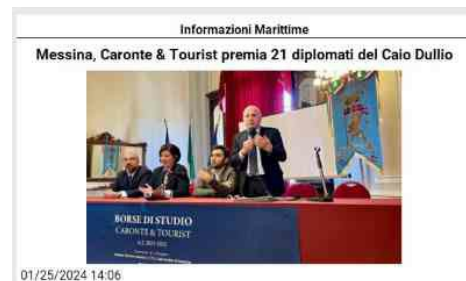 Informazioni Marittime
Messina, Caronte & Tourist premia 21 diplomati del Caio Dullio
BORSE DI STUDIO
CARONTE & TOURIST
01/25/2024 14:06